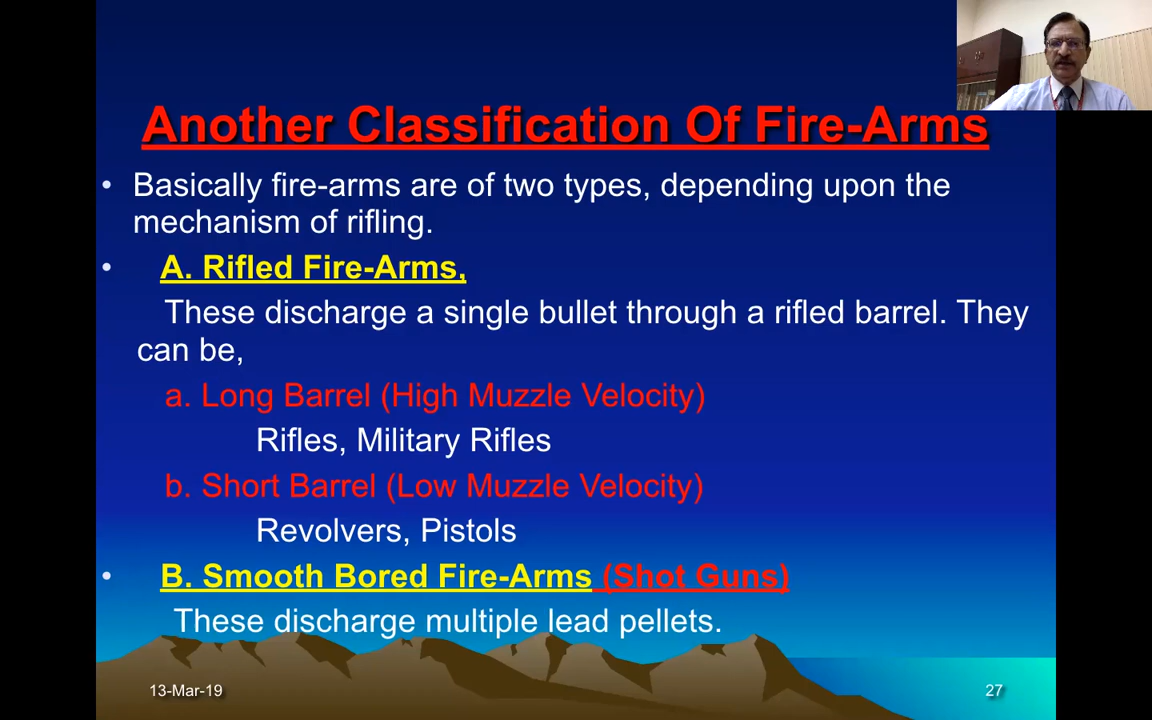 Another Classification Of Fire-Arms
• Basically fire-arms are of two types, depending upon the
mechanism of rifling.
• A. Rifled Fire-Arms,
These discharge a single bullet through a rifled barrel. They
can be,
a. Long Barrel (High Muzzle Velocity)
Rifles, Military Rifles
b. Short Barrel (Low Muzzle Velocity)
Revolvers, Pistols
• B. Smooth Bored Fire-Arms (Shot Guns)
These discharge multiple lead pellets.
13-Mar-19
27